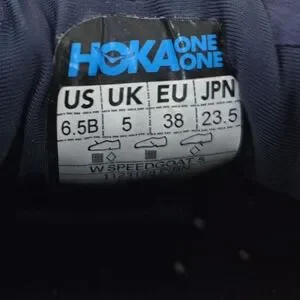 HOKA ONE
ONE
US UK EU JPN
6.5B 5 38 23.5
W SPEEDGOAT 5